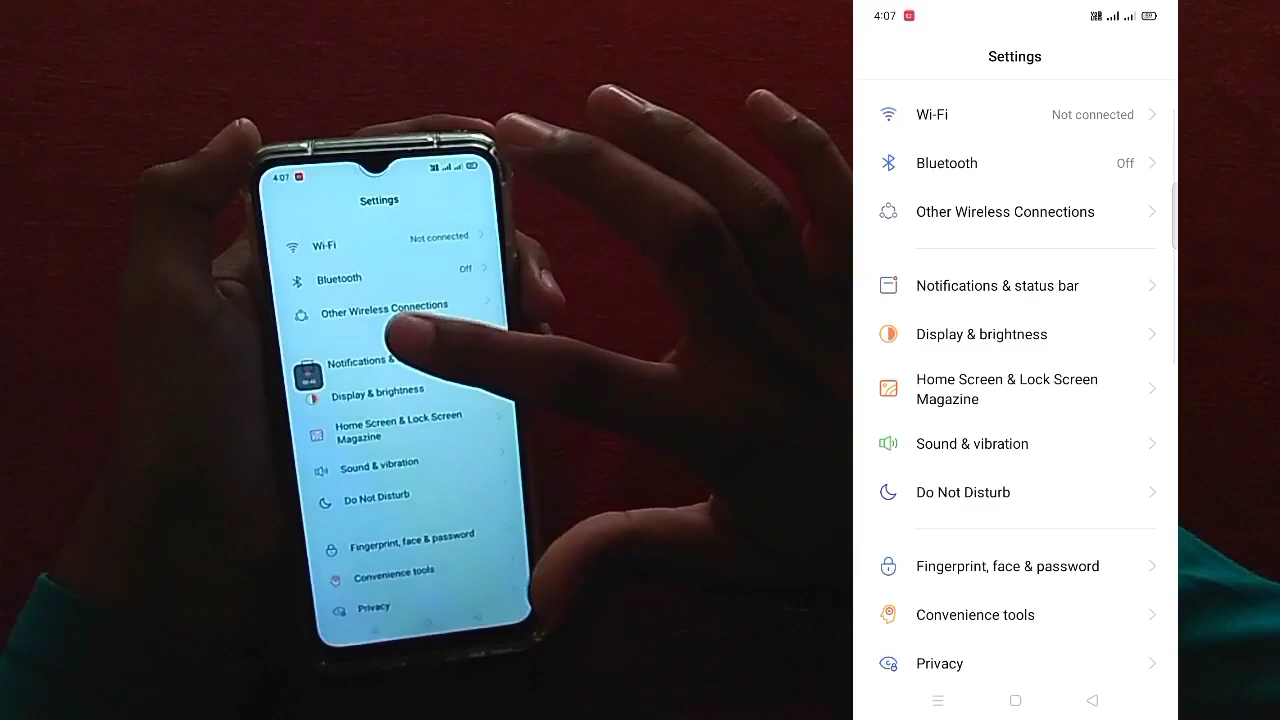 4:07
Settings
Wi-Fi Not connected
Bluetooth Off
Other Wireless Connections
Notifications &
Display & brightness
Home Screen & Lock Screen
Magazine
Sound & vibration
Do Not Disturb
Fingerprint, face & password
Convenience tools
Privacy
4:07
59
Settings
Wi-Fi Not connected
Bluetooth Off
Other Wireless Connections
Notifications & status bar
Display & brightness
Home Screen & Lock Screen
Magazine
Sound & vibration
Do Not Disturb
Fingerprint, face & password
Convenience tools
Privacy